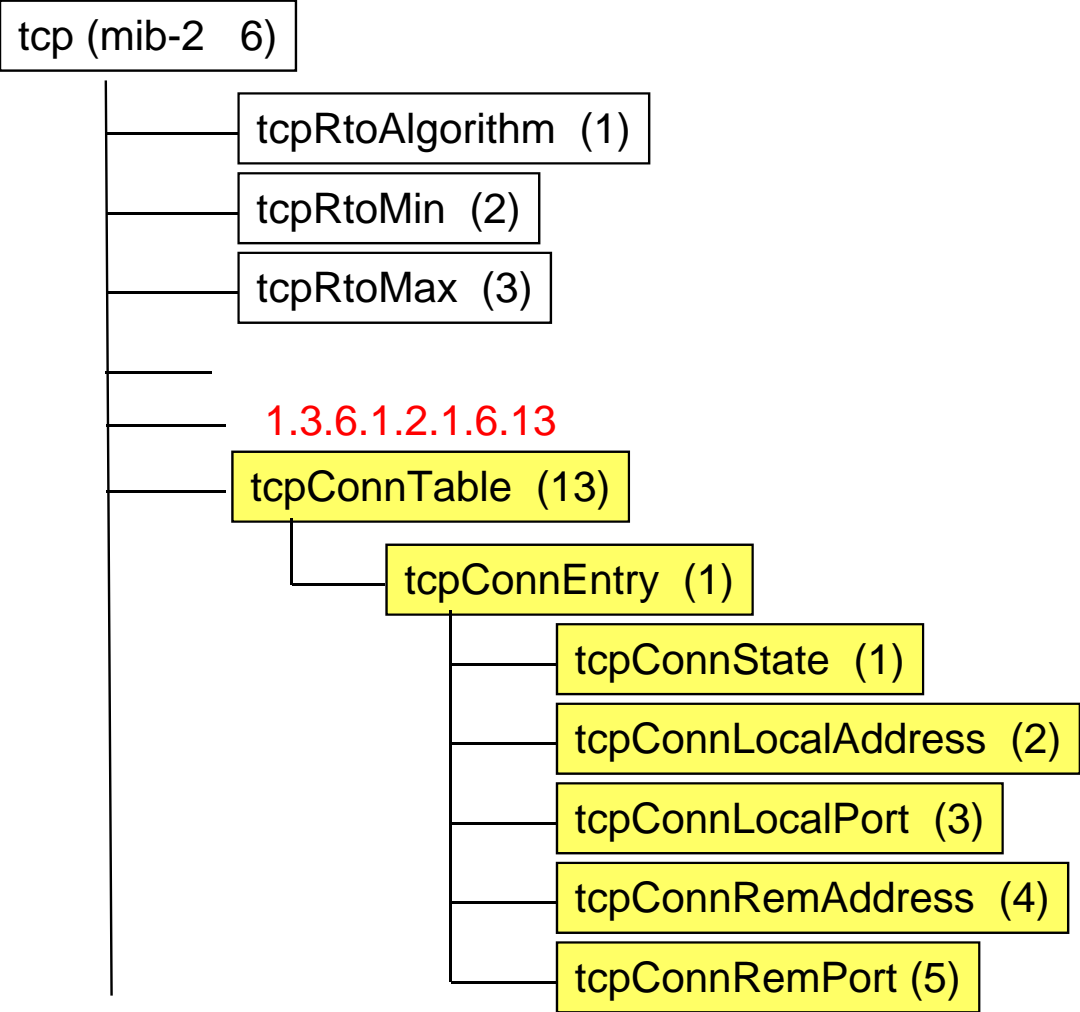 tcp (mib-2 6)
tcpRtoAlgorithm (1)
tcpRtoMin (2)
tcpRtoMax (3)
1.3.6.1.2.1.6.13
tcpConnTable (13)
tcpConnEntry (1)
tcpConnState (1)
tcpConnLocalAddress (2)
tcpConnLocalPort (3)
tcpConnRemAddress (4)
tcpConnRemPort (5)